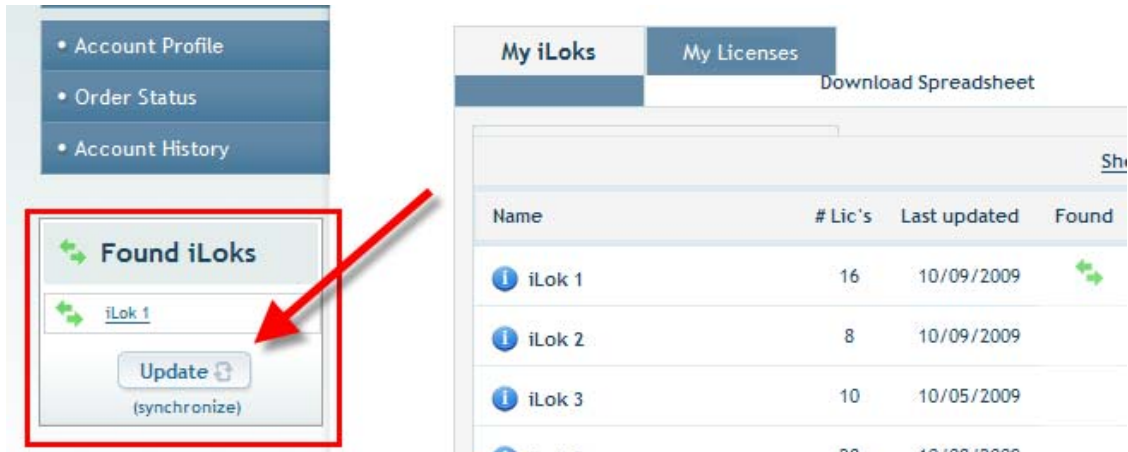 • Account Profile
• Order Status
• Account History
Found iLoks
iLok 1
Update
(synchronize)
My iLoks
My Licenses
Download Spreadsheet
Name # Lic's Last updated Found
iLok 1 16 10/09/2009
iLok 2 8 10/09/2009
iLok 3 10 10/05/2009